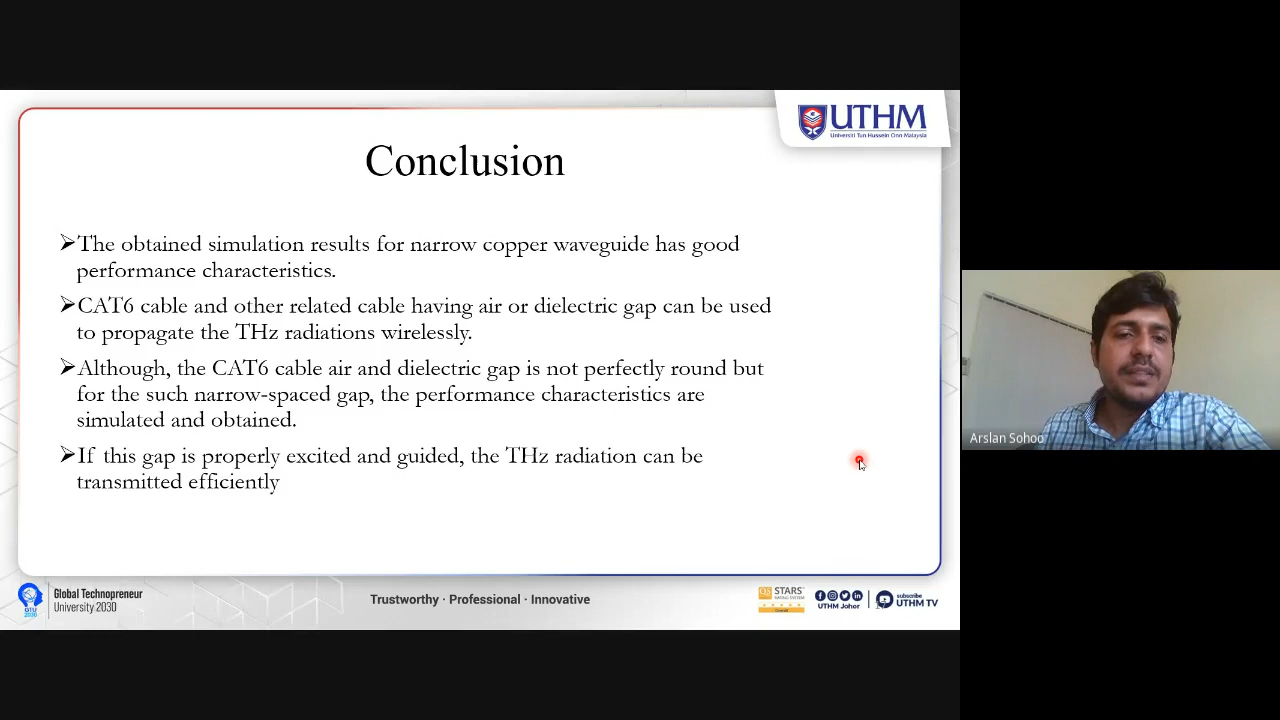 UTHM
Universiti Tun Hussein Onn Malaysia
Conclusion
➤The obtained simulation results for narrow copper waveguide has good
performance characteristics.
➤CAT6 cable and other related cable having air or dielectric gap can be used
to propagate the THz radiations wirelessly.
➤Although, the CAT6 cable air and dielectric gap is not perfectly round but
for the such narrow-spaced gap, the performance characteristics are
simulated and obtained.
➤If this gap is properly excited and guided, the THz radiation can be
transmitted efficiently
Arslan Sohoo
GTU
2030
Global Technopreneur
University 2030
Trustworthy · Professional · Innovative
QS STARS
RATING SYSTEM
UTHM Johor
subscribe
UTHM TV